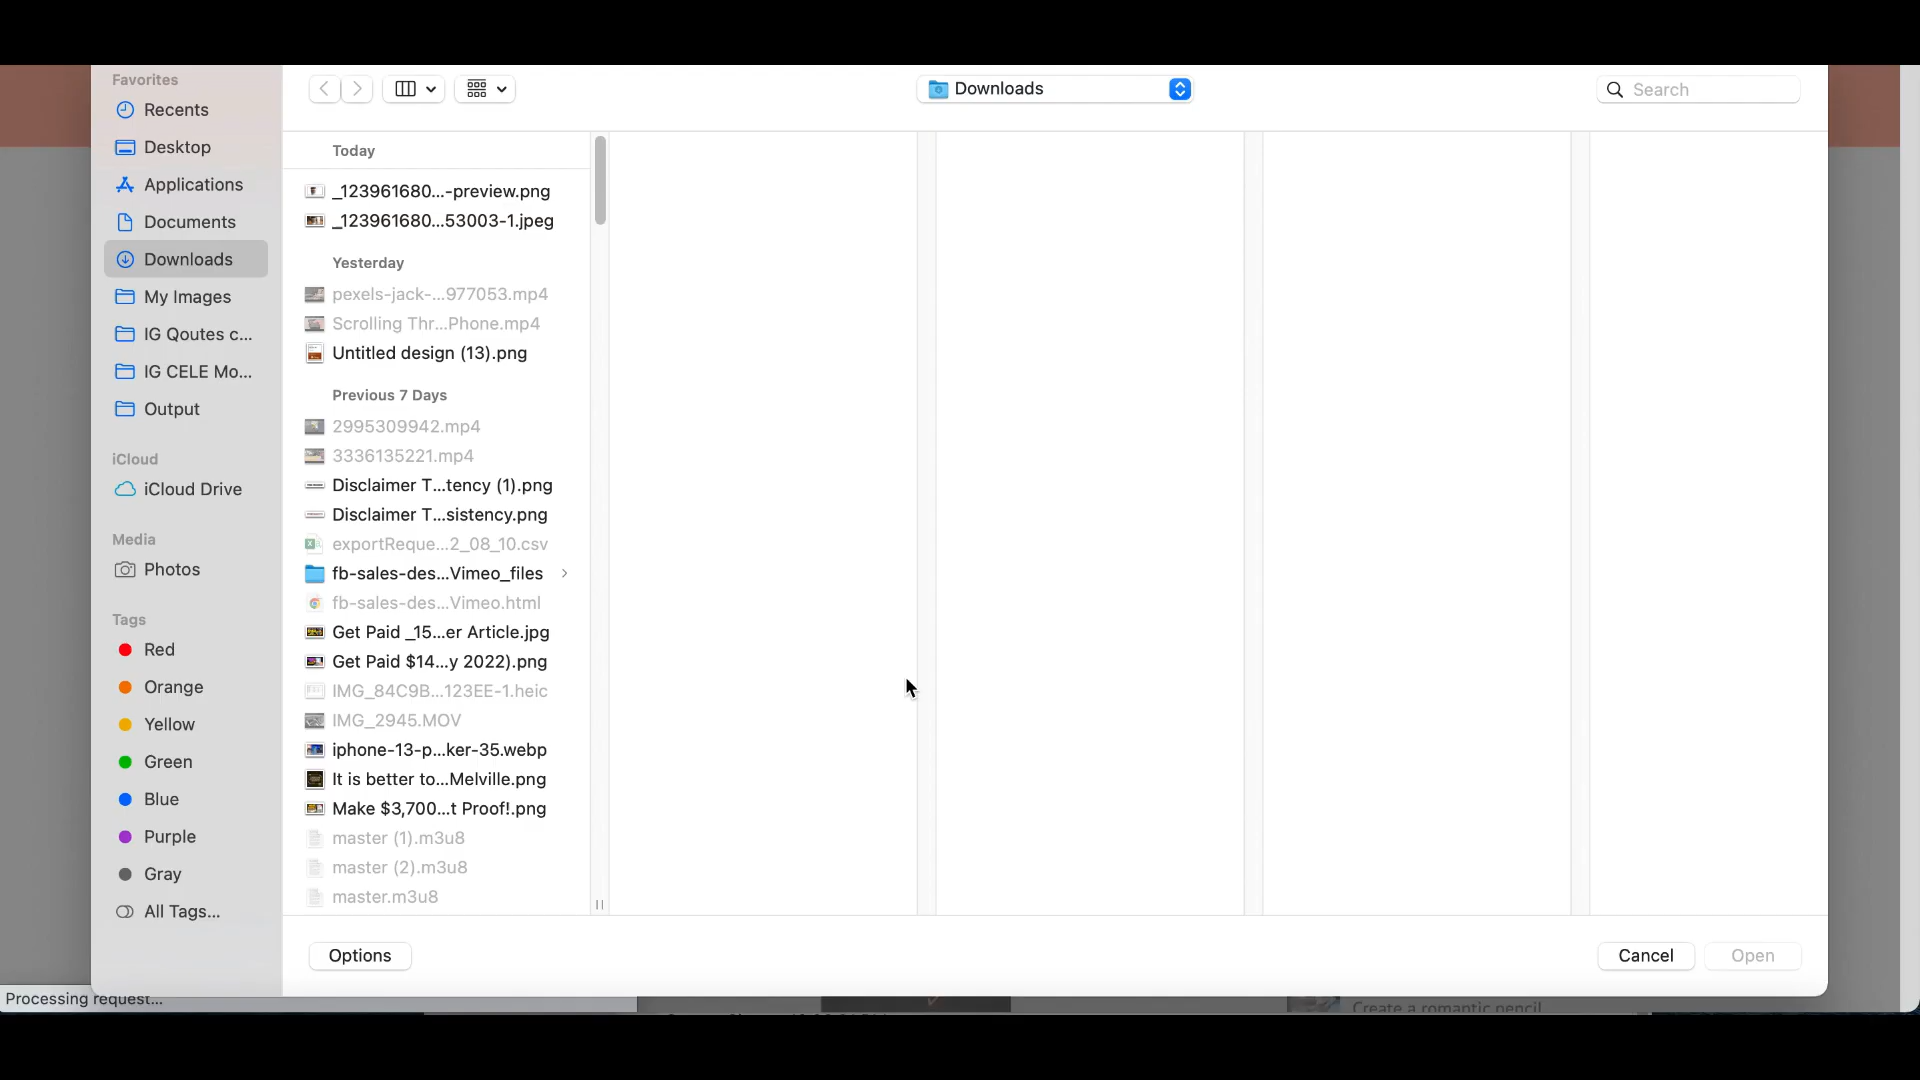 Favorites
Recents
Desktop
Applications
Documents
Downloads
My Images
IG Qoutes c...
IG CELE Mo...
Output
iCloud
iCloud Drive
Media
Photos
Tags
Red
Orange
Yellow
Green
Blue
Purple
Gray
All Tags...
Downloads
Search
Today
_123961680...-preview.png
_123961680...53003-1.jpeg
Yesterday
pexels-jack-...977053.mp4
Scrolling Thr...Phone.mp4
Untitled design (13).png
Previous 7 Days
2995309942.mp4
3336135221.mp4
Disclaimer T...tency (1).png
Disclaimer T...sistency.png
exportReque...2_08_10.csv
fb-sales-des...Vimeo_files
fb-sales-des...Vimeo.html
Get Paid _15...er Article.jpg
Get Paid $14...y 2022).png
IMG_84C9B...123EE-1.heic
IMG_2945.MOV
iphone-13-p...ker-35.webp
It is better to...Melville.png
Make $3,700...t Proof!.png
master (1).m3u8
master (2).m3u8
master.m3u8
Options
Cancel
Open
Processing request...
Create a romantic pencil